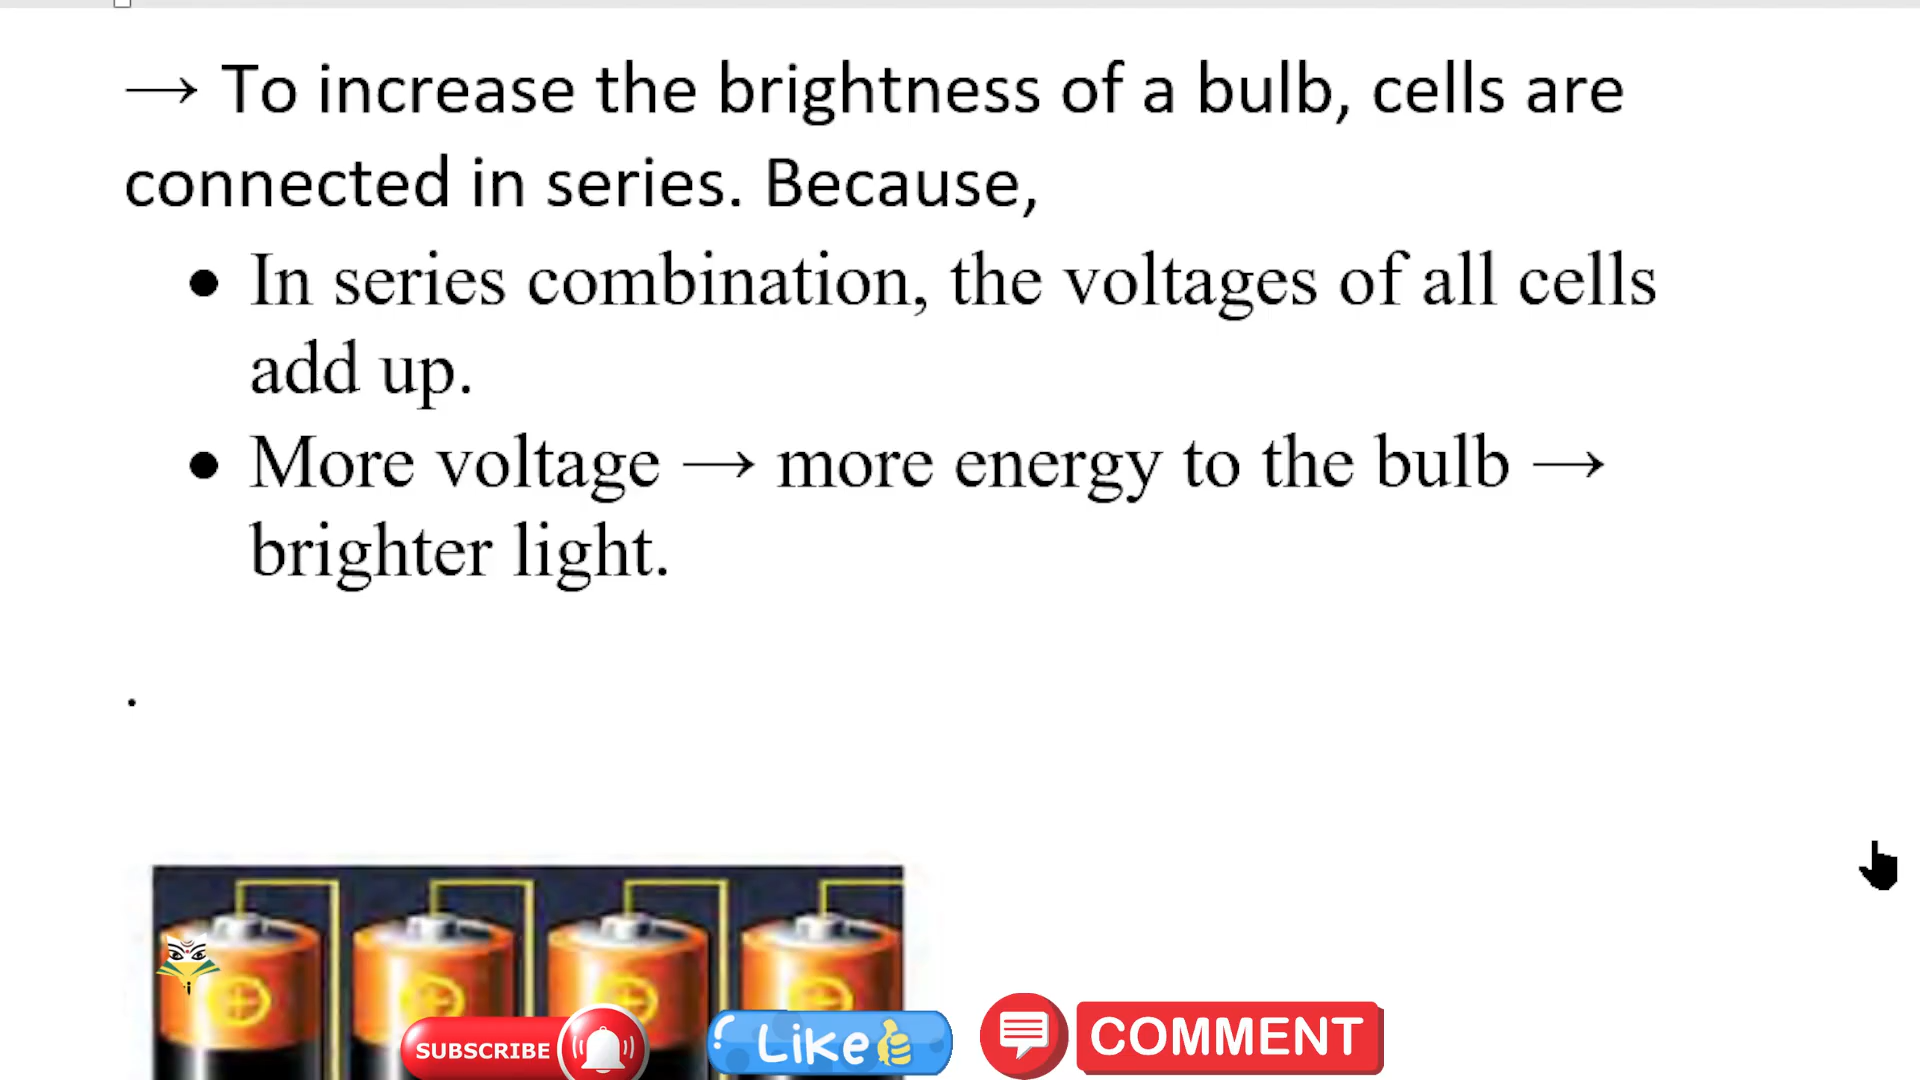 → To increase the brightness of a bulb, cells are
connected in series. Because,
● In series combination, the voltages of all cells
add up.
● More voltage → more energy to the bulb →
brighter light.
.
SUBSCRIBE
Like
COMMENT